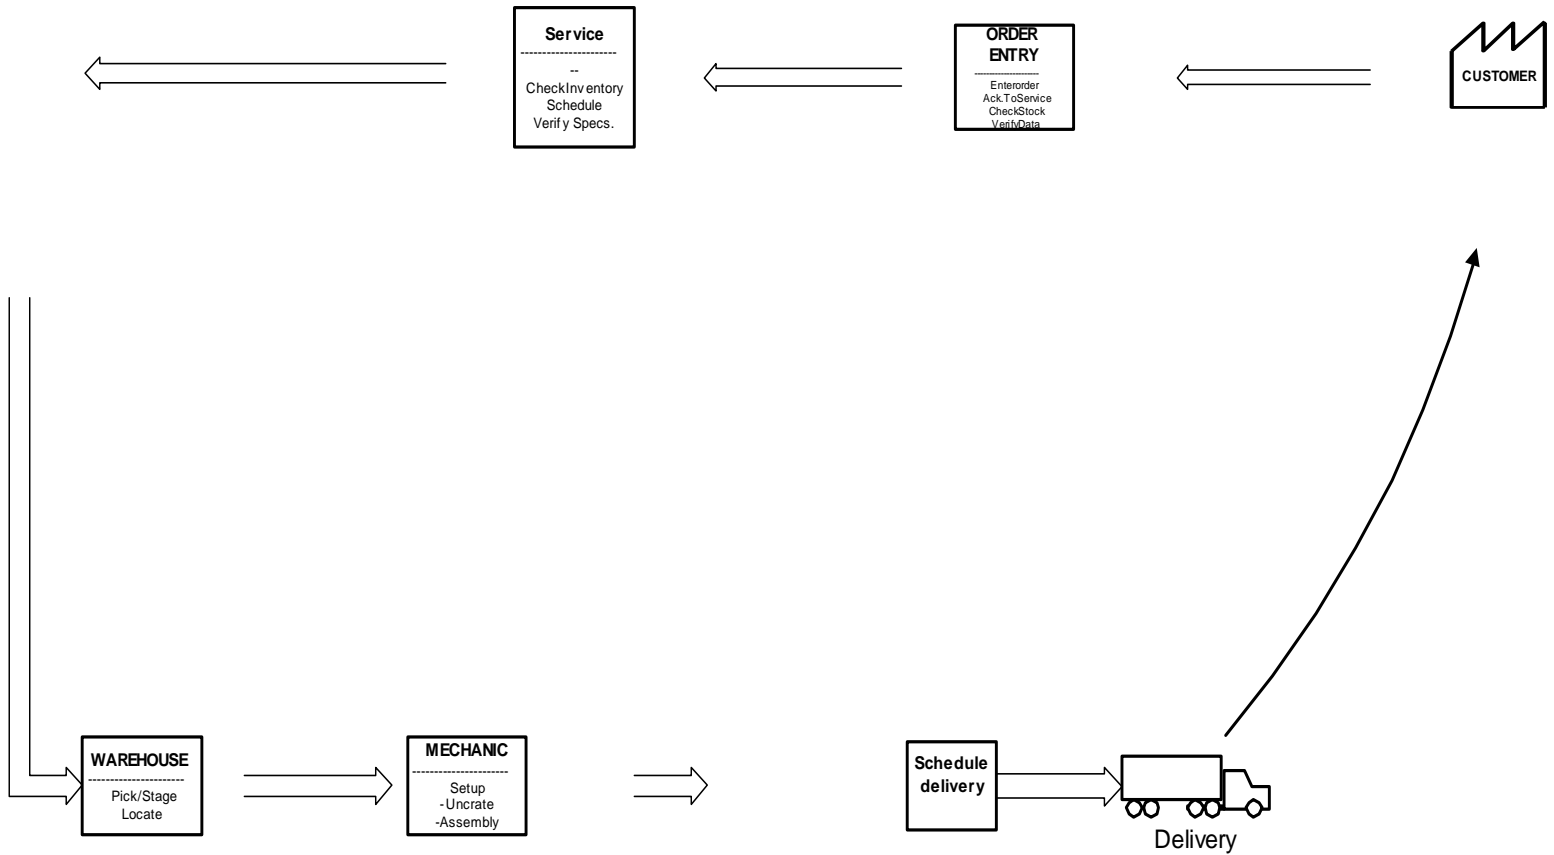 Service
------------------------
--
CheckInventory
Schedule
Verify Specs.
ORDER
ENTRY
------------------------
Enterorder
Ack.ToService
CheckStock
VerifyData
CUSTOMER
WAREHOUSE
------------------------
Pick/Stage
Locate
MECHANIC
------------------------
Setup
-Uncrate
-Assembly
Schedule
delivery
Delivery